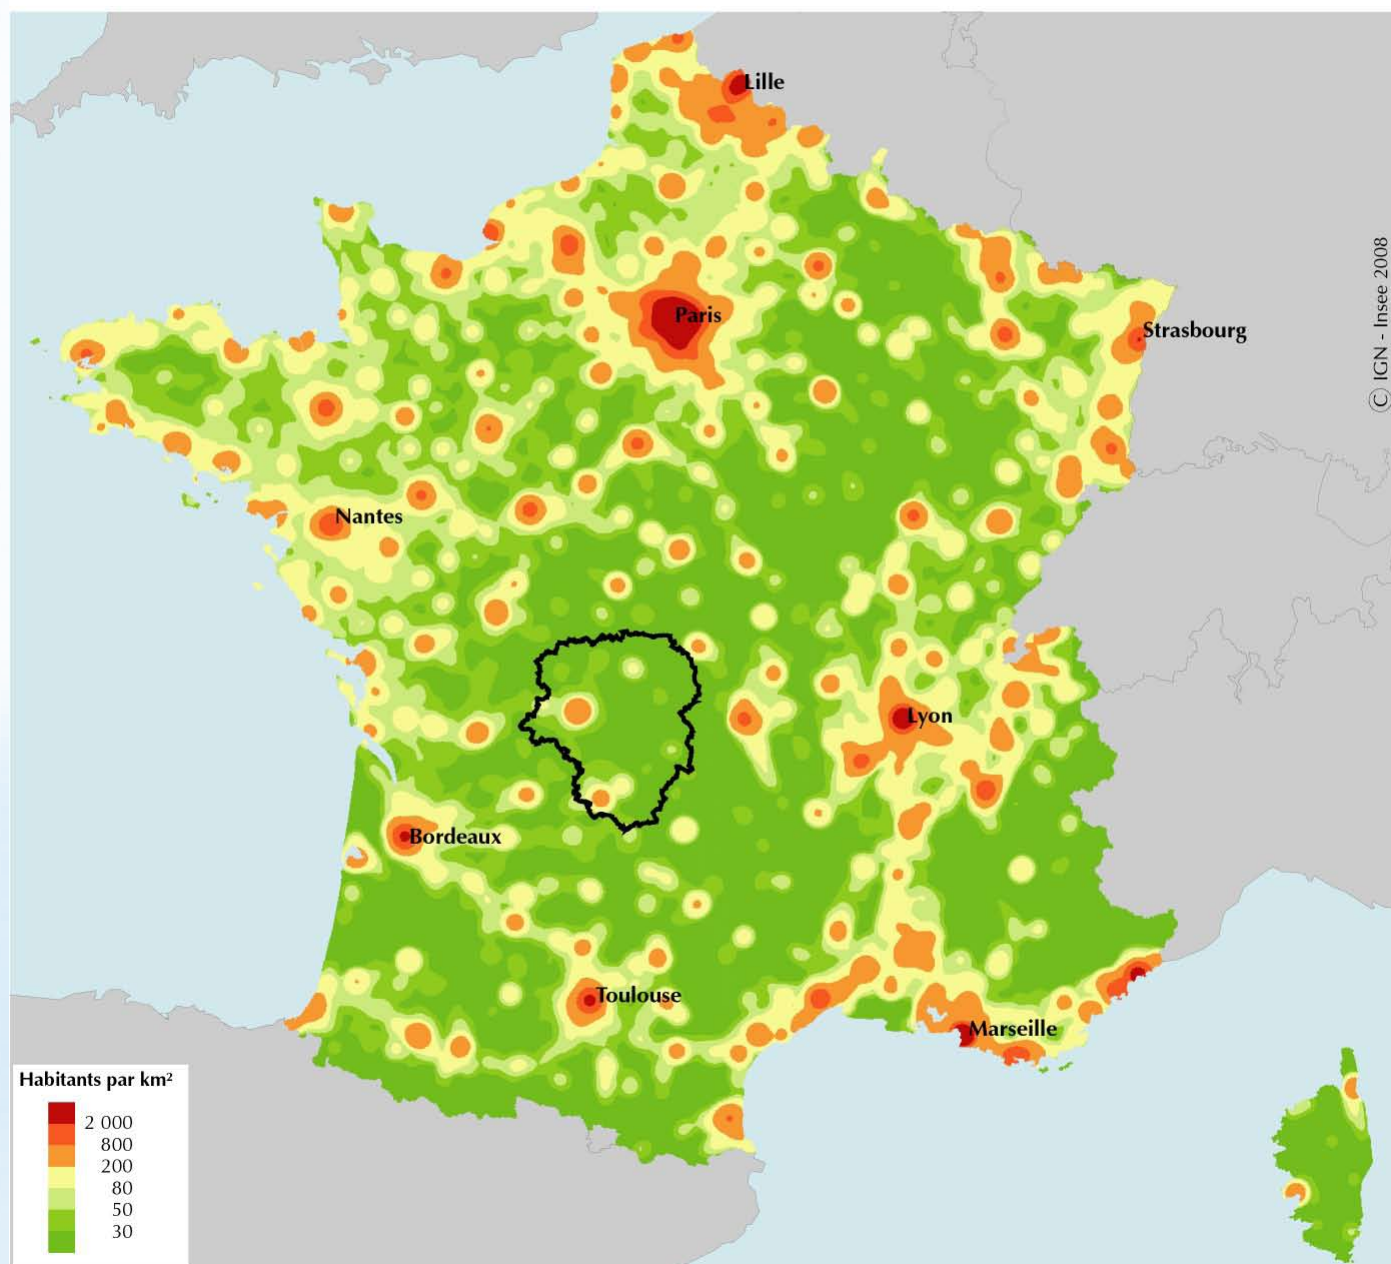 Lille
Paris
Strasbourg
Nantes
Lyon
Bordeaux
Toulouse
Marseille
Ⓒ IGN - Insee 2008
Habitants par km²
2 000
800
200
80
50
30